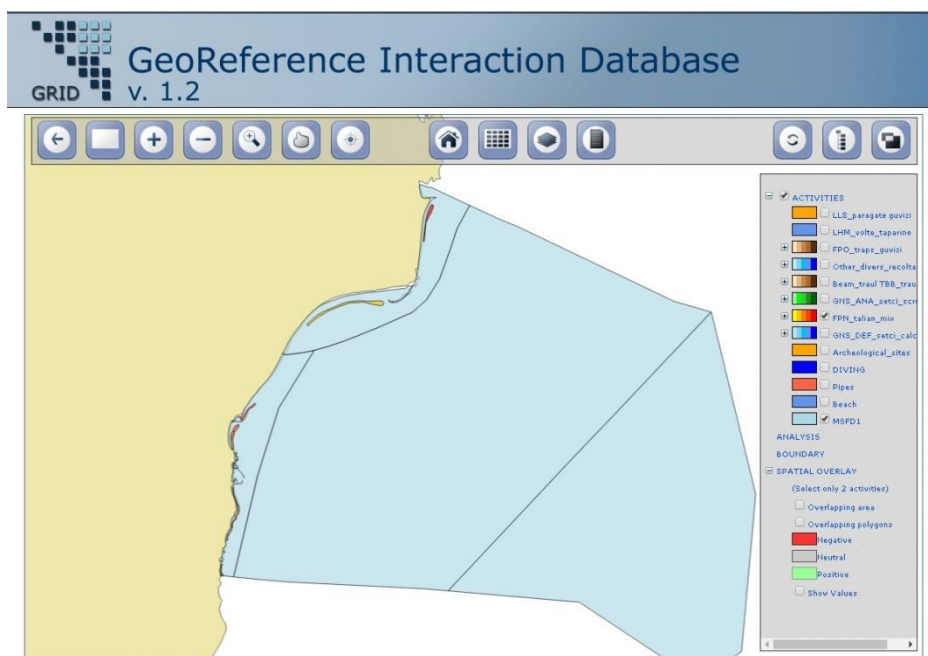 GRID
GeoReference Interaction Database
v. 1.2
ACTIVITIES
LLS_paragate guvizi
LHM_volte_taparine
FPO_traps_guvizi
Other_divers_recolta
Beam_traul TBB_trau
GNS_ANA_setci_scru
FPN_talian_mix
GNS_DEF_setci_calc
Archeological_sites
DIVING
Pipes
Beach
MSFD1
ANALYSIS
BOUNDARY
SPATIAL OVERLAY
(Select only 2 activities)
Overlapping area
Overlapping polygons
Negative
Neutral
Positive
Show Values